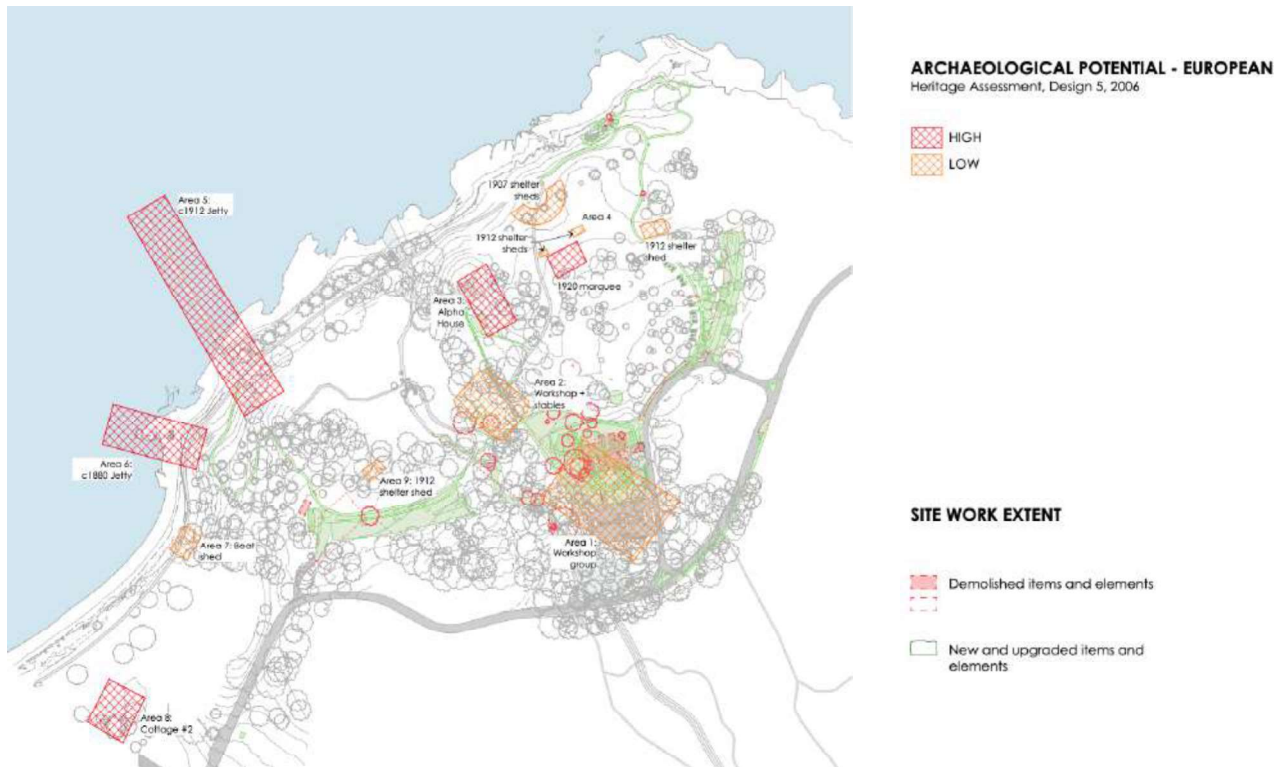 ARCHAEOLOGICAL POTENTIAL - EUROPEAN
Heritage Assessment, Design 5, 2006
HIGH
LOW
Area 5:
c1912 Jetty
1907 shelter
sheds
Area 4
1912 shelter
sheds
1912 shelter
shed
1920 marquee
Area 3:
Alpha
House
Area 2:
Workshop +
stables
Area 6:
c1880 Jetty
Area 9: 1912
shelter shed
Area 7: Boat
shed
Area 1:
Workshop
group
Area 8:
Cottage #2
SITE WORK EXTENT
Demolished items and elements
New and upgraded items and
elements